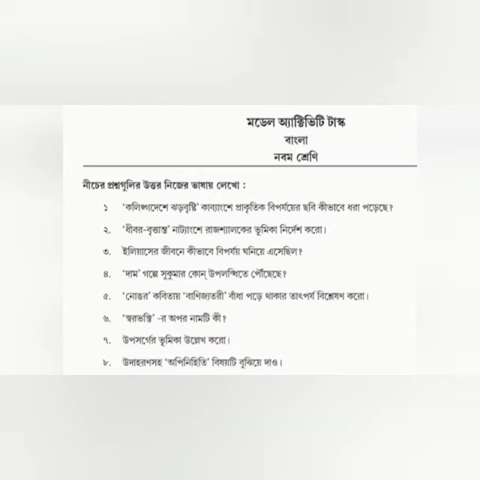 মডেল অ্যাক্টিভিটি টাস্ক
বাংলা
নবম শ্রেণি
নীচের প্রশ্নগুলির উত্তর নিজের ভাষায় লেখো :
১ ‘কলিঙ্গদেশে ঝড়বৃষ্টি’ কাব্যাংশে প্রাকৃতিক বিপর্যয়ের ছবি কীভাবে ধরা পড়েছে?
২. ‘ধীবর-বৃত্তান্ত’ নাট্যাংশে রাজশ্যালকের ভূমিকা নির্দেশ করো।
৩. ইলিয়াসের জীবনে কীভাবে বিপর্যয় ঘনিয়ে এসেছিল?
৪. ‘দাম’ গল্পে সুকুমার কোন্ উপলব্ধিতে পৌঁছেছে?
৫. ‘নোঙর’ কবিতায় ‘বাণিজ্যতরী’ বাঁধা পড়ে থাকার তাৎপর্য বিশ্লেষণ করো।
৬. ‘স্বরভক্তি’ -র অপর নামটি কী?
৭. উপসর্গের ভূমিকা উল্লেখ করো।
৮. উদাহরণসহ ‘অপিনিহিতি’ বিষয়টি বুঝিয়ে দাও।